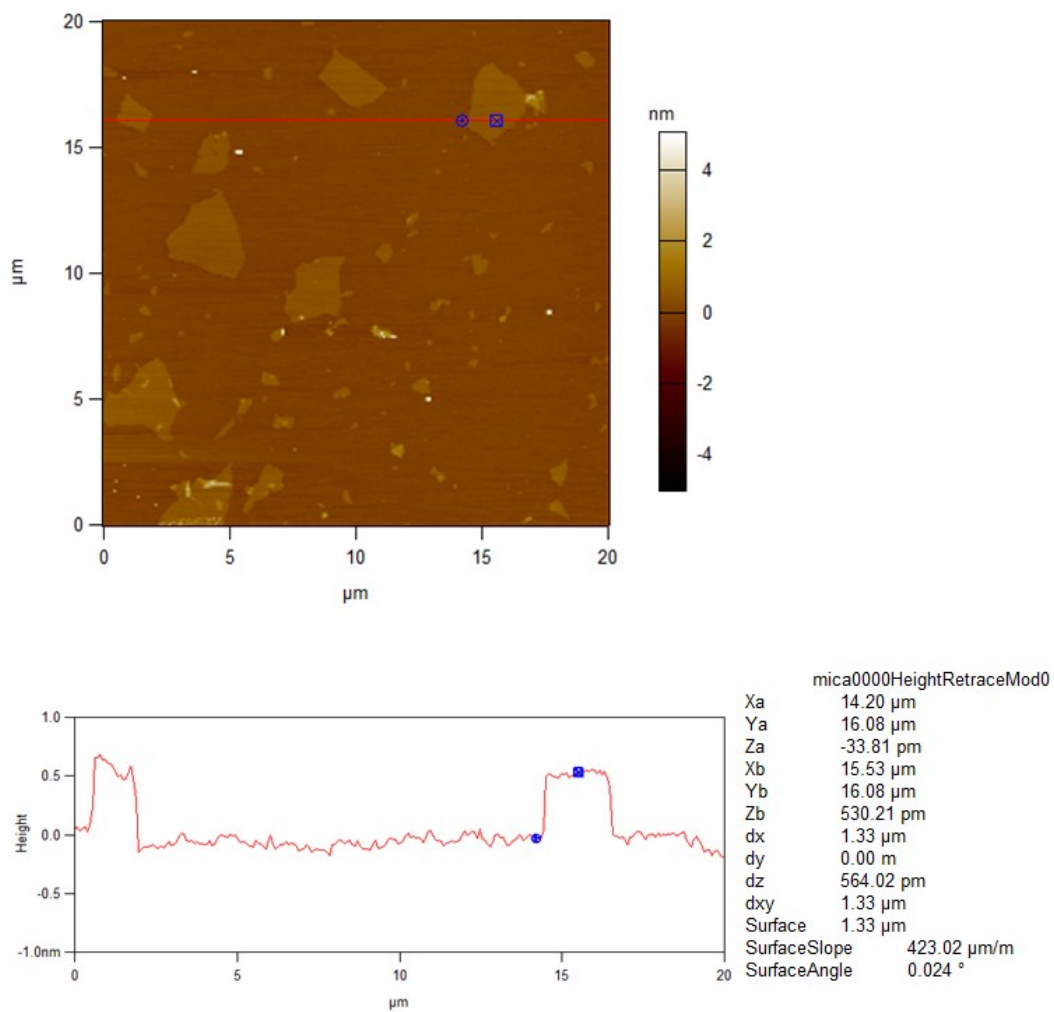 20
15
10
5
0
µm
0
5
10
15
20
µm
nm
4
2
0
-2
-4
mica0000HeightRetraceMod0
Xa 14.20 µm
Ya 16.08 µm
Za -33.81 pm
Xb 15.53 µm
Yb 16.08 µm
Zb 530.21 pm
dx 1.33 µm
dy 0.00 m
dz 564.02 pm
dxy 1.33 µm
Surface 1.33 µm
SurfaceSlope 423.02 µm/m
SurfaceAngle 0.024 °
1.0
0.5
0.0
-0.5
-1.0nm
Height
0
5
10
15
20
µm